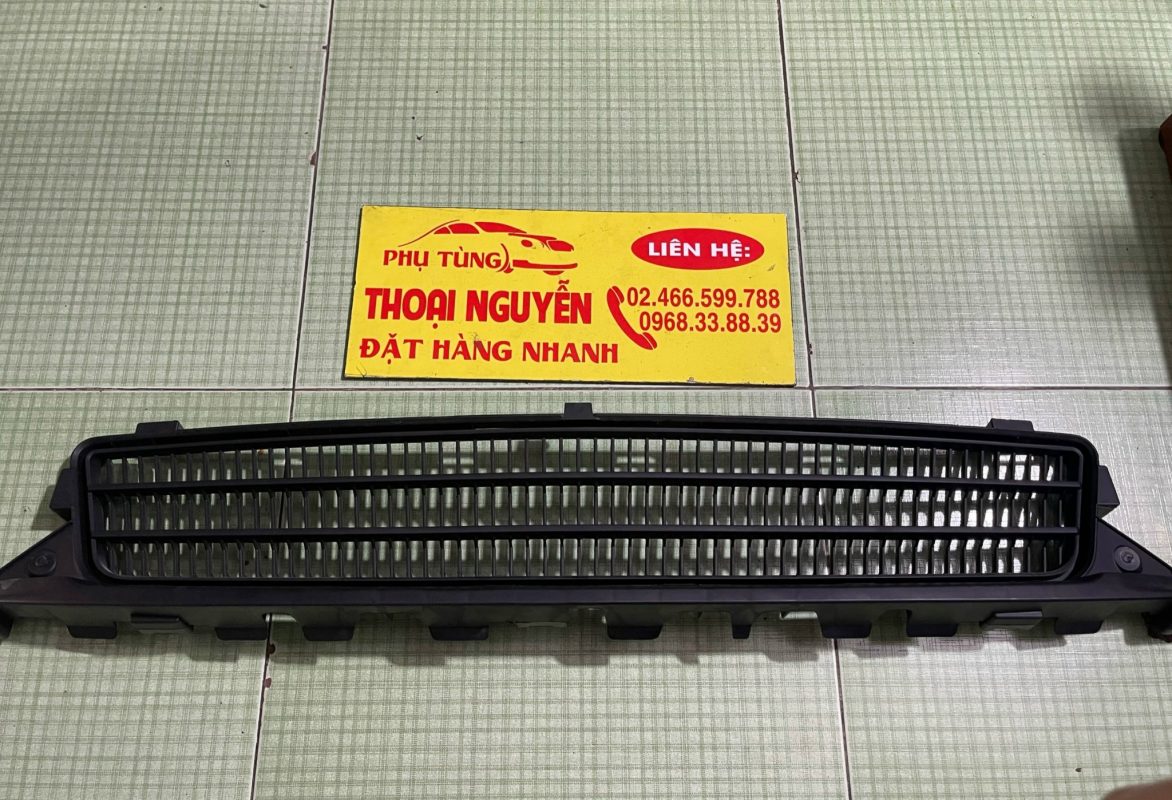 PHỤ TÙNG
THOẠI NGUYỄN
ĐẶT HÀNG NHANH
LIÊN HỆ:
02.466.599.788
0968.33.88.39